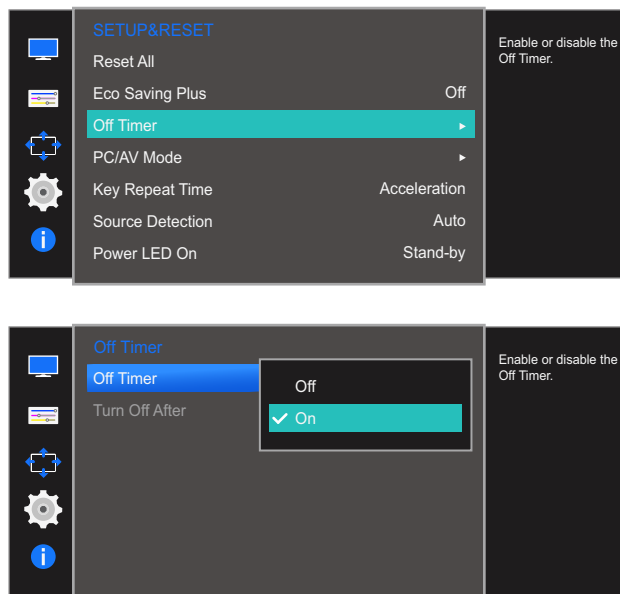 SETUP&RESET
Reset All
Eco Saving Plus Off
Off Timer
PC/AV Mode
Key Repeat Time Acceleration
Source Detection Auto
Power LED On Stand-by
Enable or disable the
Off Timer.
Off Timer
Off Timer
Turn Off After
Off
On
Enable or disable the
Off Timer.